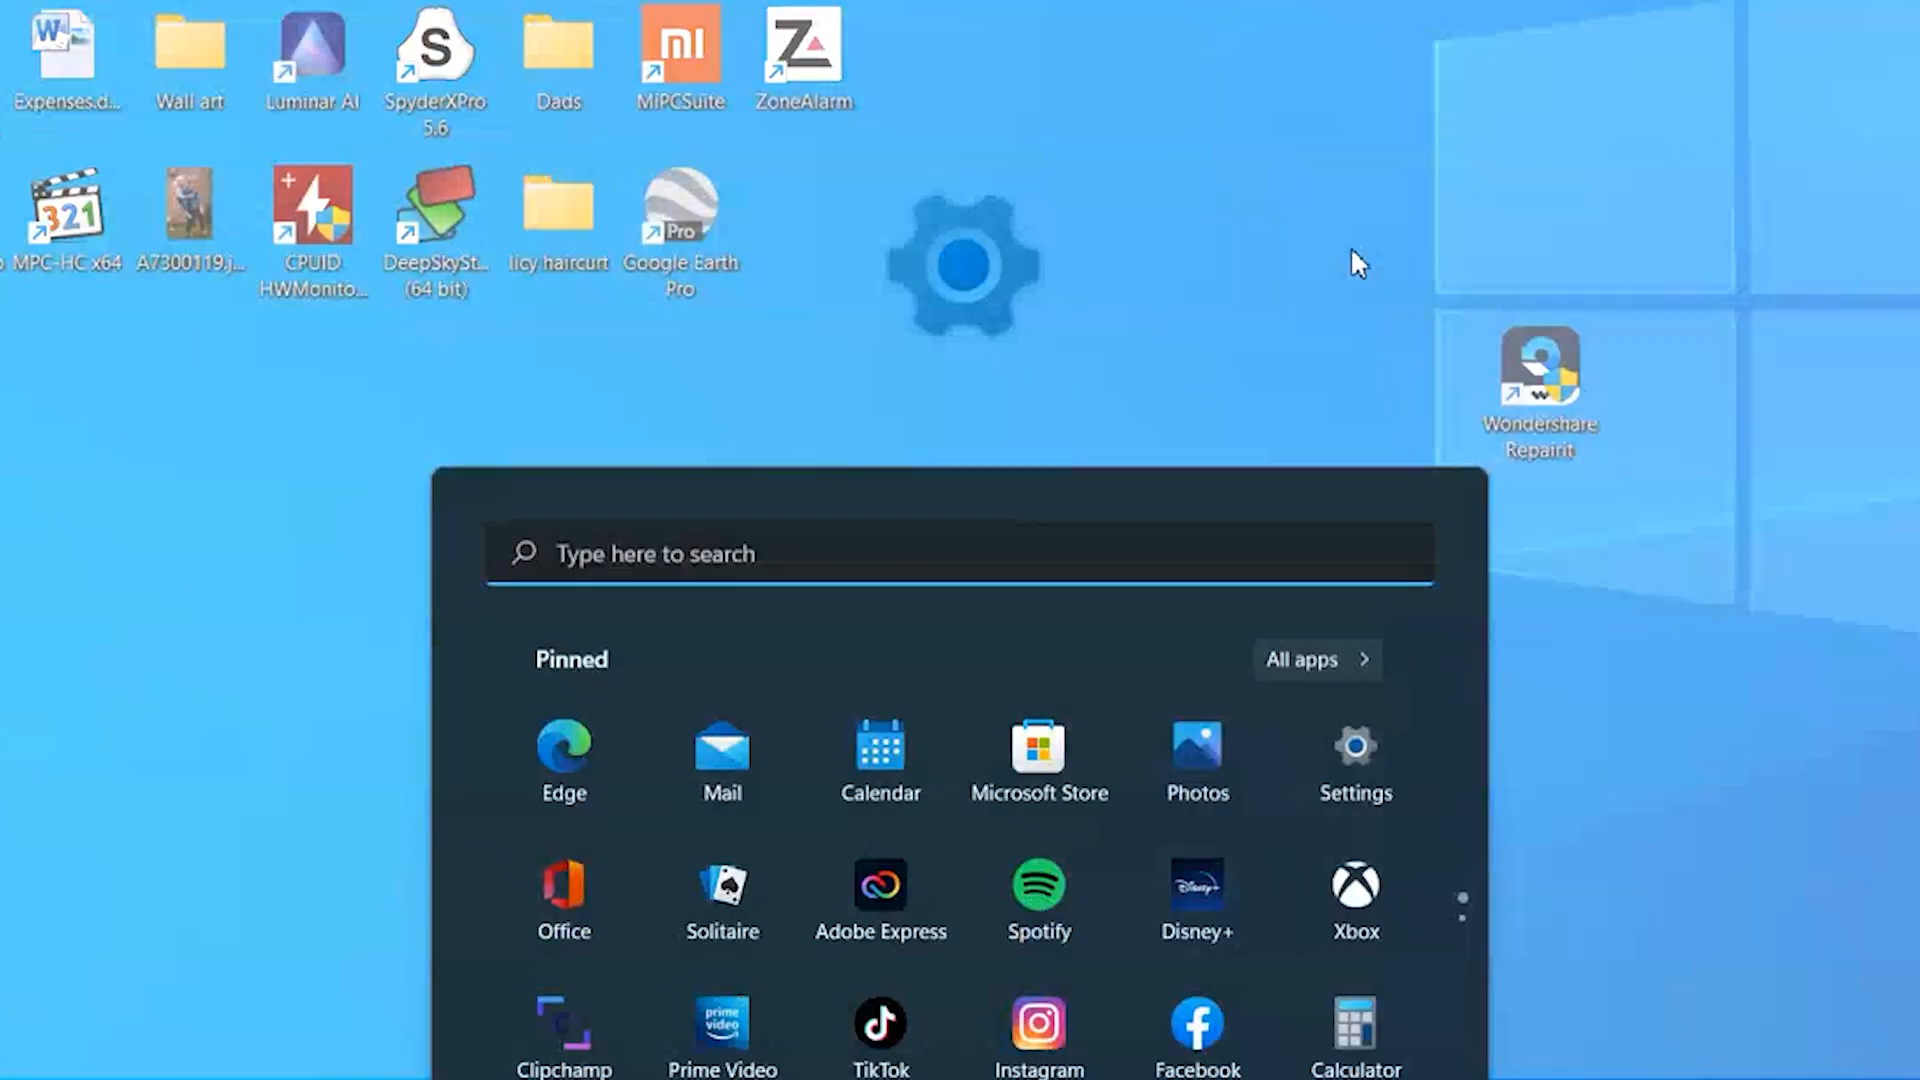 Expenses.d...
Wall art
Luminar AI
SpyderXPro
5.6
Dads
MiPCSuite
ZoneAlarm
MPC-HC x64
A7300119.j...
CPUID
HWMonito...
DeepSkySt...
(64 bit)
licy haircurt
Google Earth
Pro
Wondershare
Repairit
Type here to search
Pinned
All apps
Edge
Mail
Calendar
Microsoft Store
Photos
Settings
Office
Solitaire
Adobe Express
Spotify
Disney+
Xbox
Clipchamp
Prime Video
TikTok
Instagram
Facebook
Calculator